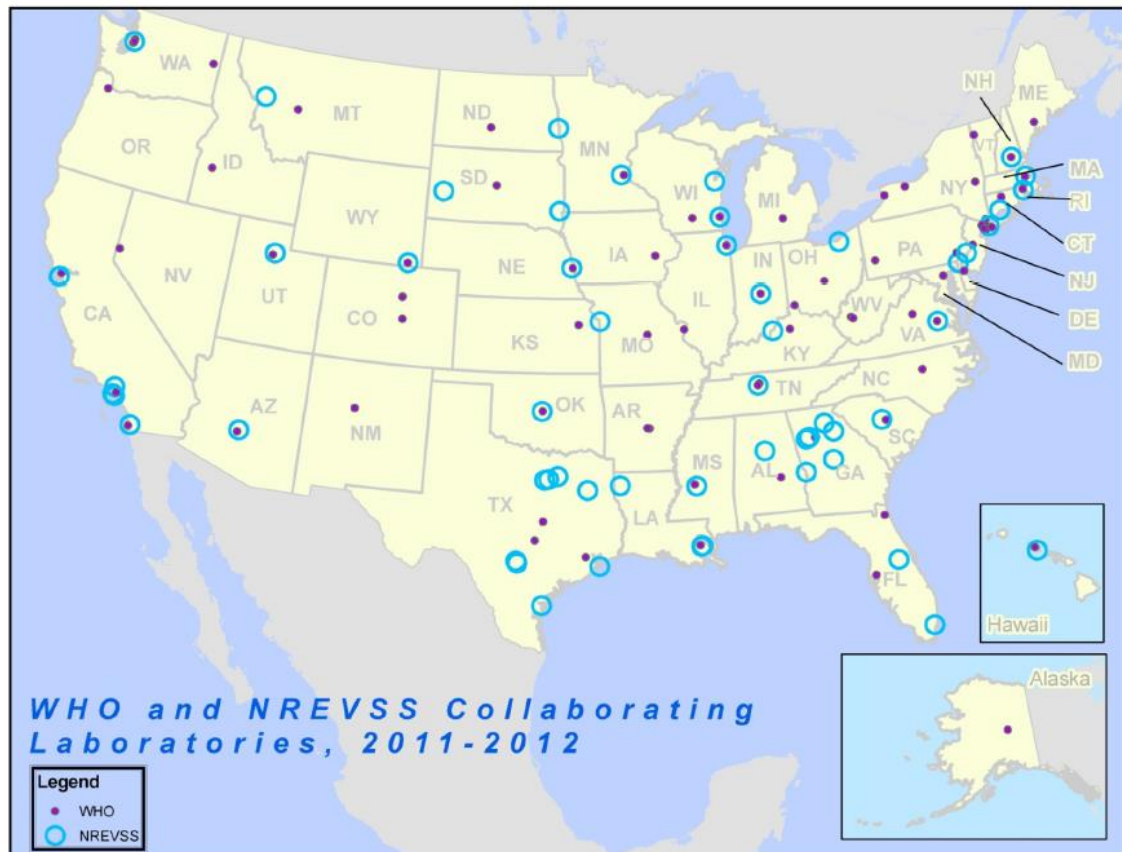 WA
MT
ND
MN
NH
ME
VT
OR
ID
SD
WI
MI
NY
MA
RI
WY
CT
NV
NE
IA
PA
NJ
CA
UT
CO
IL
IN
OH
WV
VA
DE
KS
MO
KY
MD
AZ
NM
OK
AR
TN
NC
SC
MS
AL
GA
TX
LA
FL
Hawaii
Alaska
WHO and NREVSS Collaborating
Laboratories, 2011-2012
Legend
WHO
NREVSS